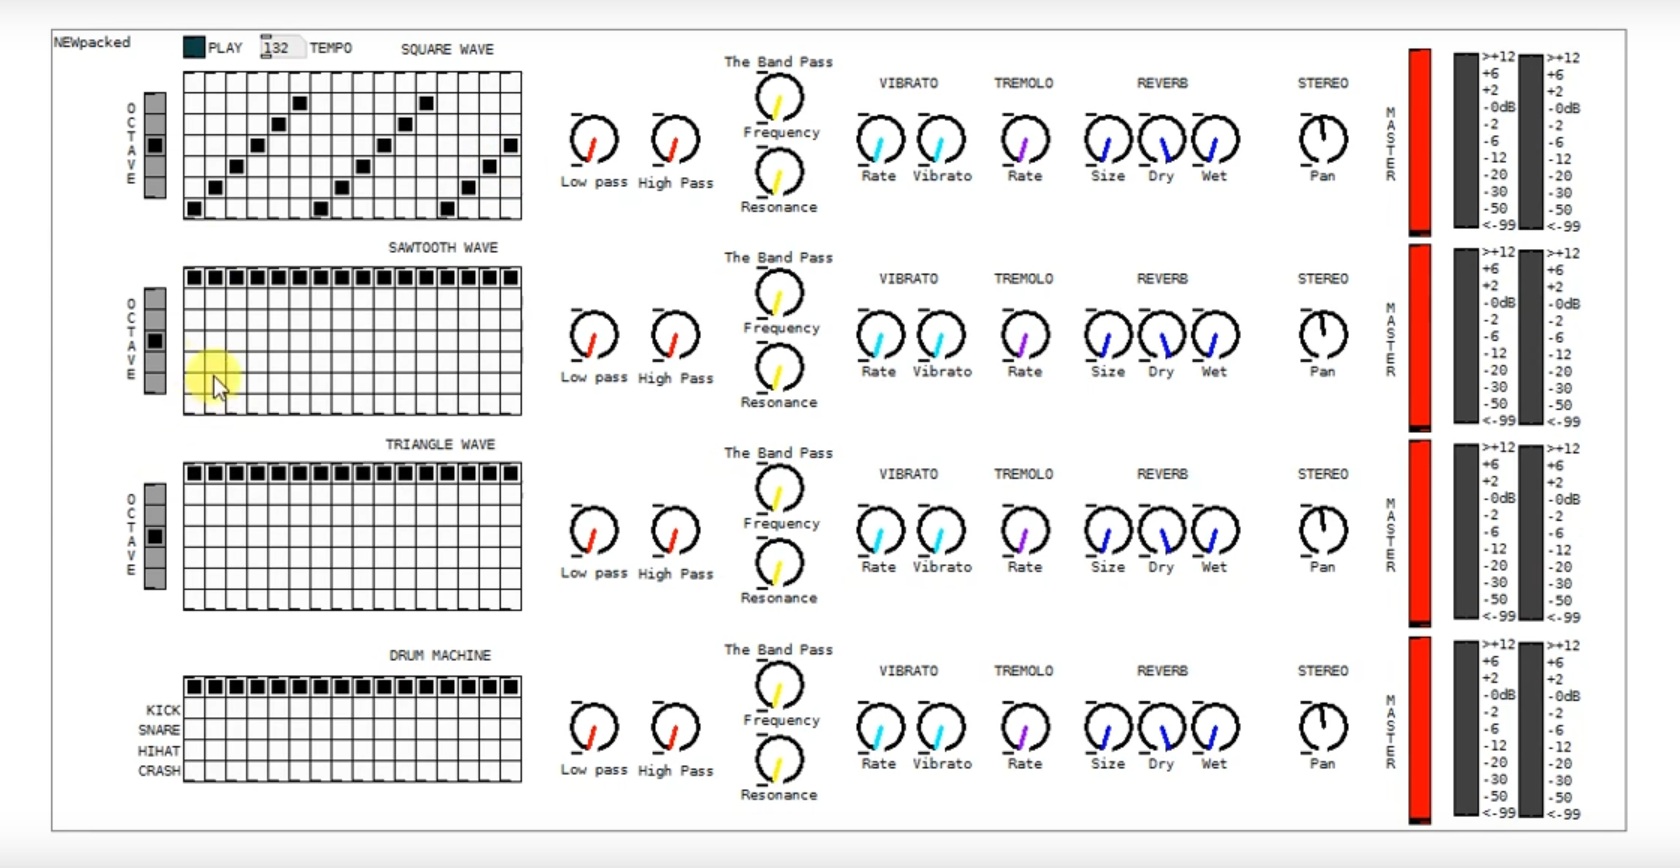 NEWpacked
PLAY 132 TEMPO SQUARE WAVE
OCTAVE
The Band Pass
Frequency
Resonance
Low pass High Pass
VIBRATO TREMOLO REVERB STEREO
Rate Vibrato Rate Size Dry Wet Pan
MASTER
>+12 >+12
+6 +6
+2 +2
-0dB -0dB
-2 -2
-6 -6
-12 -12
-20 -20
-30 -30
-50 -50
<-99 <-99
SAWTOOTH WAVE
OCTAVE
The Band Pass
Frequency
Resonance
Low pass High Pass
VIBRATO TREMOLO REVERB STEREO
Rate Vibrato Rate Size Dry Wet Pan
MASTER
>+12 >+12
+6 +6
+2 +2
-0dB -0dB
-2 -2
-6 -6
-12 -12
-20 -20
-30 -30
-50 -50
<-99 <-99
TRIANGLE WAVE
OCTAVE
The Band Pass
Frequency
Resonance
Low pass High Pass
VIBRATO TREMOLO REVERB STEREO
Rate Vibrato Rate Size Dry Wet Pan
MASTER
>+12 >+12
+6 +6
+2 +2
-0dB -0dB
-2 -2
-6 -6
-12 -12
-20 -20
-30 -30
-50 -50
<-99 <-99
DRUM MACHINE
KICK
SNARE
HIHAT
CRASH
The Band Pass
Frequency
Resonance
Low pass High Pass
VIBRATO TREMOLO REVERB STEREO
Rate Vibrato Rate Size Dry Wet Pan
MASTER
>+12 >+12
+6 +6
+2 +2
-0dB -0dB
-2 -2
-6 -6
-12 -12
-20 -20
-30 -30
-50 -50
<-99 <-99